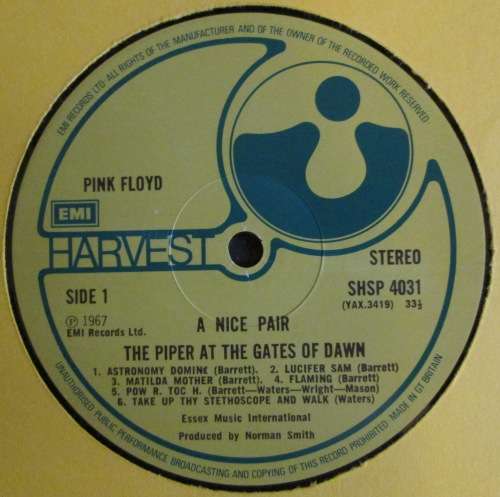 EMI RECORDS LTD. ALL RIGHTS OF THE MANUFACTURER AND OF THE OWNER OF THE RECORDED WORK RESERVED
PINK FLOYD
EMI
HARVEST
STEREO
SIDE 1
SHSP 4031
(YAX.3419) 33⅓
Ⓟ 1967
EMI Records Ltd.
A NICE PAIR
THE PIPER AT THE GATES OF DAWN
1. ASTRONOMY DOMINE (Barrett). 2. LUCIFER SAM (Barrett)
3. MATILDA MOTHER (Barrett). 4. FLAMING (Barrett)
5. POW R. TOC H. (Barrett—Waters—Wright—Mason)
6. TAKE UP THY STETHOSCOPE AND WALK (Waters)
Essex Music International
Produced by Norman Smith
UNAUTHORISED PUBLIC PERFORMANCE BROADCASTING AND COPYING OF THIS RECORD PROHIBITED MADE IN GT BRITAIN